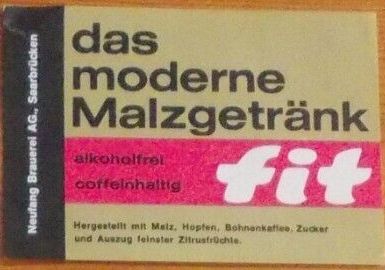 Neufang Brauerei AG., Saarbrücken
das
moderne
Malzgetränk
alkoholfrei
coffeinhaltig
fit
Hergestellt mit Malz, Hopfen, Bohnenkaffee, Zucker
und Auszug feinster Zitrusfrüchte.